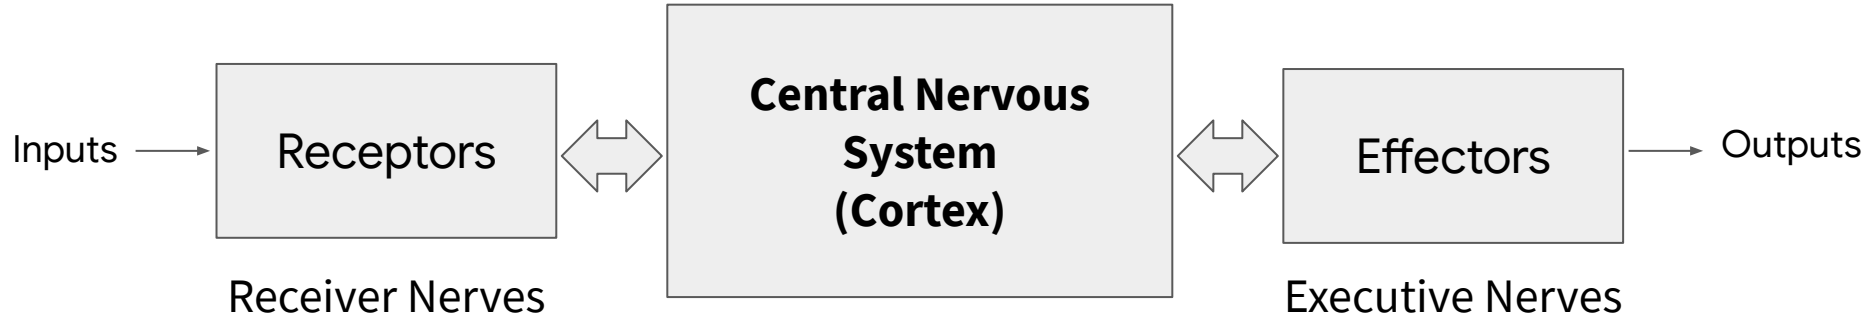 Inputs
Receptors
Receiver Nerves
Central Nervous
System
(Cortex)
Effectors
Executive Nerves
Outputs